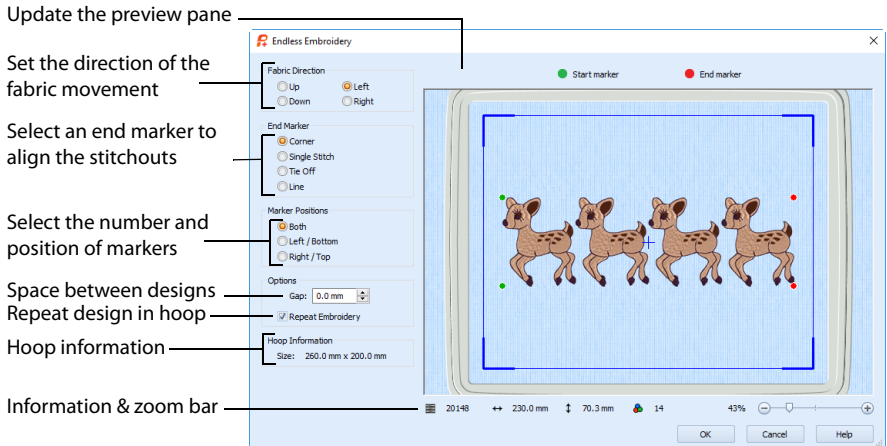 Update the preview pane
Set the direction of the
fabric movement
Select an end marker to
align the stitchouts
Select the number and
position of markers
Space between designs
Repeat design in hoop
Hoop information
Information & zoom bar
Endless Embroidery
Fabric Direction
Up
Left
Down
Right
End Marker
Corner
Single Stitch
Tie Off
Line
Marker Positions
Both
Left / Bottom
Right / Top
Options
Gap: 0.0 mm
Repeat Embroidery
Hoop Information
Size: 260.0 mm x 200.0 mm
Start marker
End marker
20148 230.0 mm 70.3 mm 14 43%
OK Cancel Help